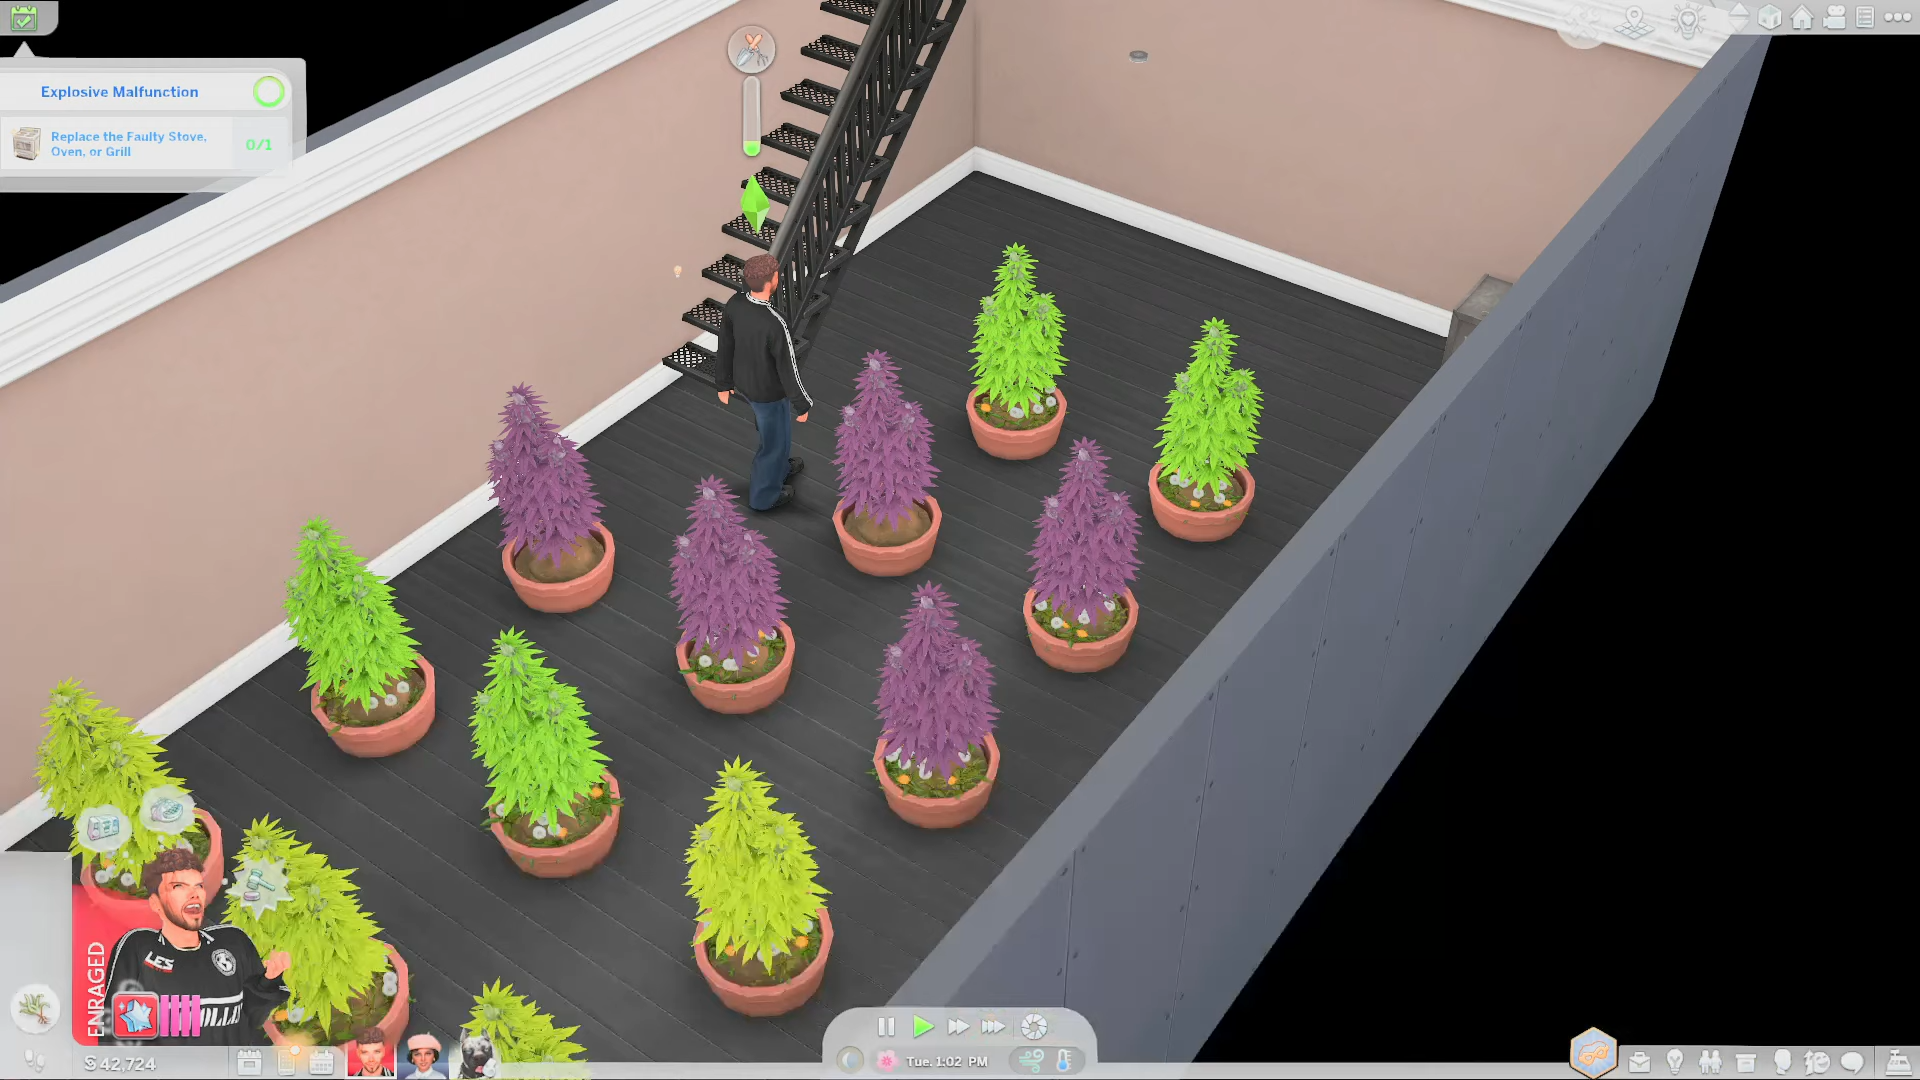 Explosive Malfunction
Replace the Faulty Stove,
Oven, or Grill
0/1
LES
ENRAGED
§42,724
Tue. 1:02 PM